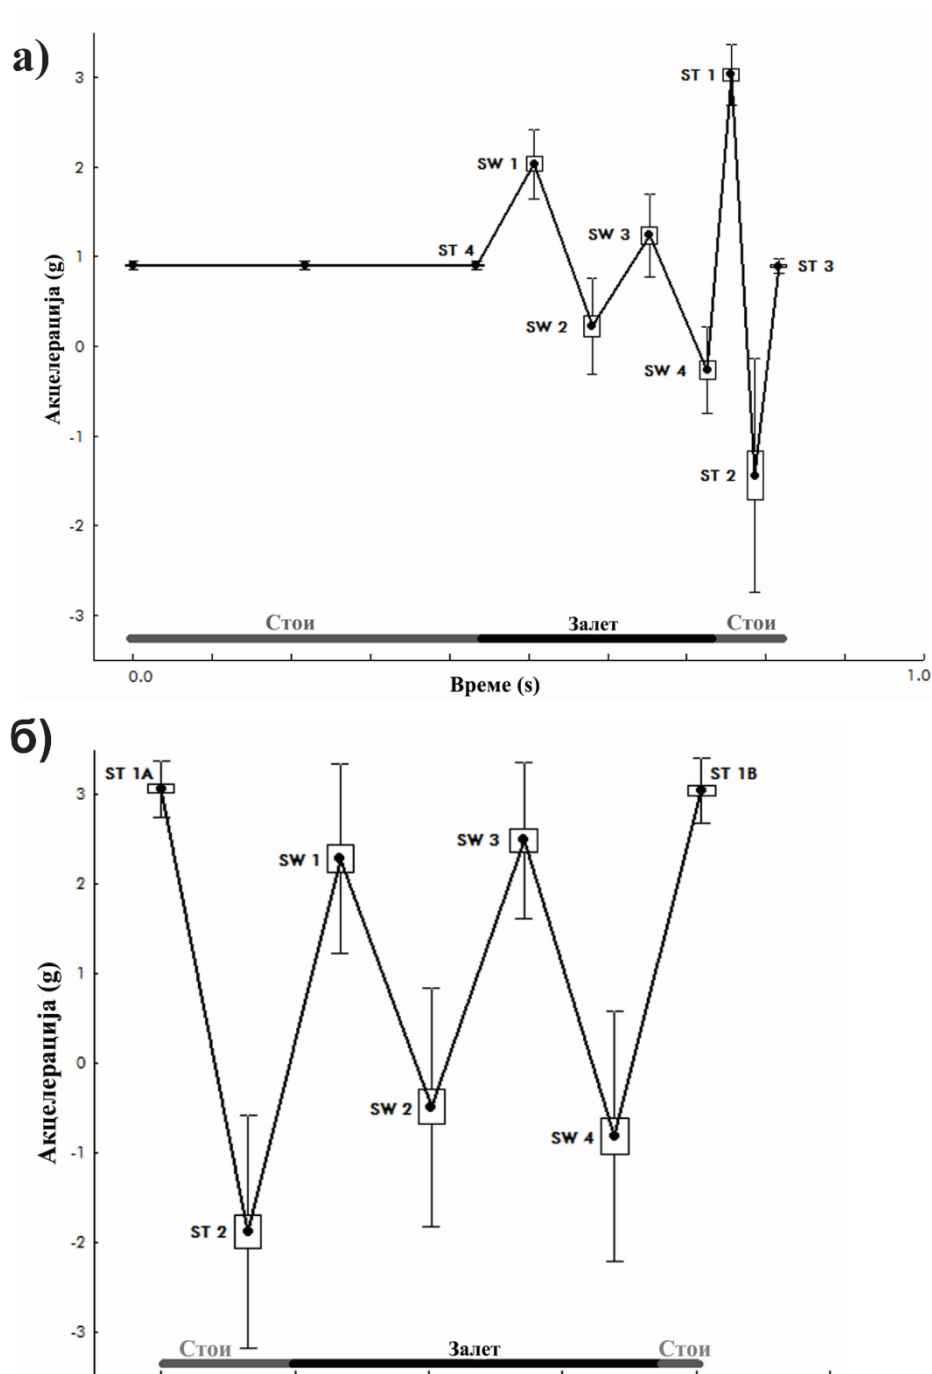 а)
ST 1
3
SW 1
2
SW 3
ST 4
1
ST 3
SW 2
0
SW 4
-1
ST 2
-2
-3
Акцелерација (g)
Стои
Залет
Стои
0.0
1.0
Време (s)
б)
ST 1A
ST 1B
3
SW 3
SW 1
2
1
0
SW 2
SW 4
-1
ST 2
-2
-3
Акцелерација (g)
Стои
Залет
Стои